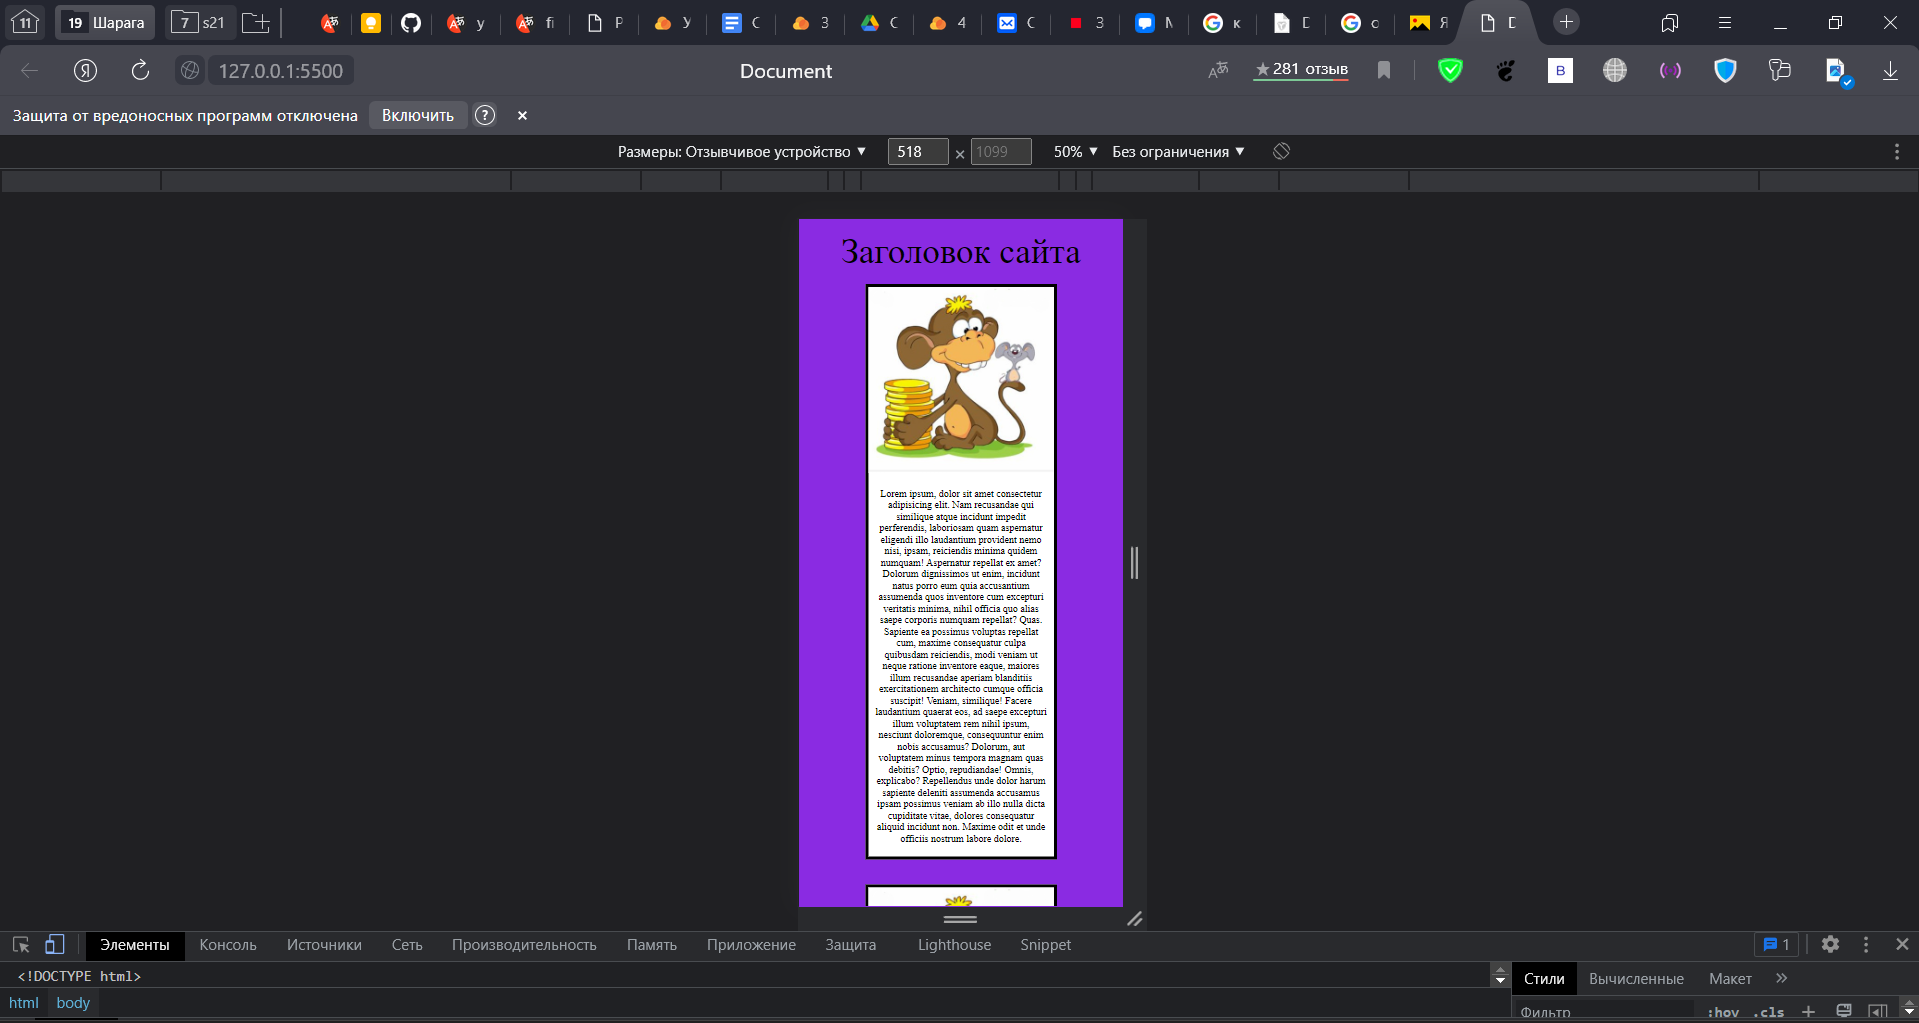 11 19 Шарага 7 s21 У fi P У С 3 С 4 С 3 М к D о Я D
127.0.0.1:5500 Document 281 отзыв
Защита от вредоносных программ отключена Включить ? ×
Размеры: Отзывчивое устройство ▼ 518 × 1099 50% ▼ Без ограничения ▼
Заголовок сайта
Lorem ipsum, dolor sit amet consectetur
adipisicing elit. Nam recusandae qui
similique atque incidunt impedit
perferendis, laboriosam quam aspernatur
eligendi illo laudantium provident nemo
nisi, ipsam, reiciendis minima quidem
numquam! Aspernatur repellat ex amet?
Dolorum dignissimos ut enim, incidunt
natus porro eum quia accusantium
assumenda quos inventore cum excepturi
veritatis minima, nihil officia quo alias
saepe corporis numquam repellat? Quas.
Sapiente ea possimus voluptas repellat
cum, maxime consequatur culpa
quibusdam reiciendis, modi veniam ut
neque ratione inventore eaque, maiores
illum recusandae aperiam blanditiis
exercitationem architecto cumque officia
suscipit! Veniam, similique! Facere
laudantium quaerat eos, ad saepe excepturi
illum voluptatem rem nihil ipsum,
nesciunt doloremque, consequuntur enim
nobis accusamus? Dolorum, aut
voluptatem minus tempora magnam quas
debitis? Optio, repudiandae! Omnis,
explicabo? Repellendus unde dolor harum
sapiente deleniti assumenda accusamus
ipsam possimus veniam ab illo nulla dicta
cupiditate vitae, dolores consequatur
aliquid incidunt non. Maxime odit et unde
officiis nostrum labore dolore.
Элементы Консоль Источники Сеть Производительность Память Приложение Защита Lighthouse Snippet 1
<!DOCTYPE html>
Стили Вычисленные Макет »
html body
Фильтр :hov .cls +